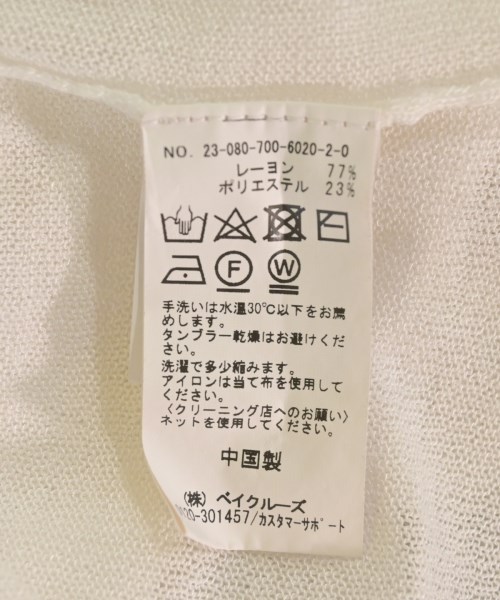 NO. 23-080-700-6020-2-0
レーヨン 77%
ポリエステル 23%
F W
手洗いは水温30℃以下をお薦
めします。
タンブラー乾燥はお避けくだ
さい。
洗濯で多少縮みます。
アイロンは当て布を使用して
ください。
〈クリーニング店へのお願い〉
ネットを使用してください。
中国製
(株) ベイクルーズ
20-301457/カスタマーサポート